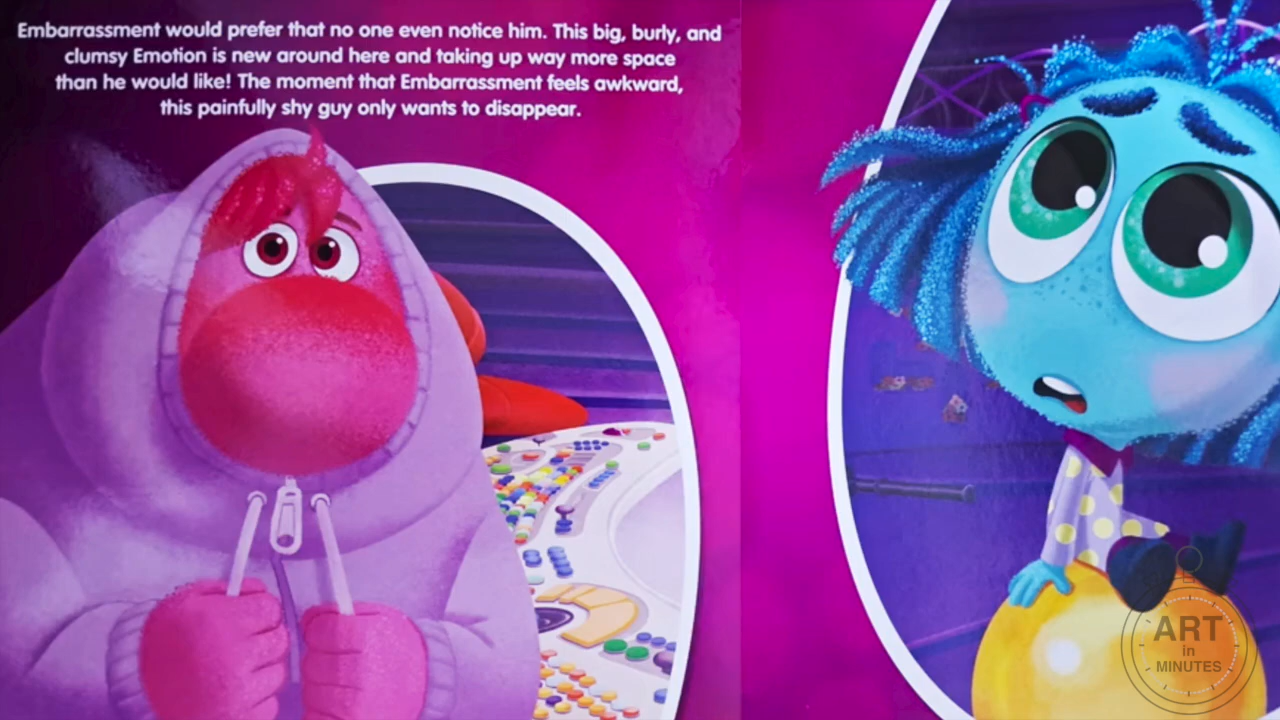 Embarrassment would prefer that no one even notice him. This big, burly, and
clumsy Emotion is new around here and taking up way more space
than he would like! The moment that Embarrassment feels awkward,
this painfully shy guy only wants to disappear.
ART
in
MINUTES